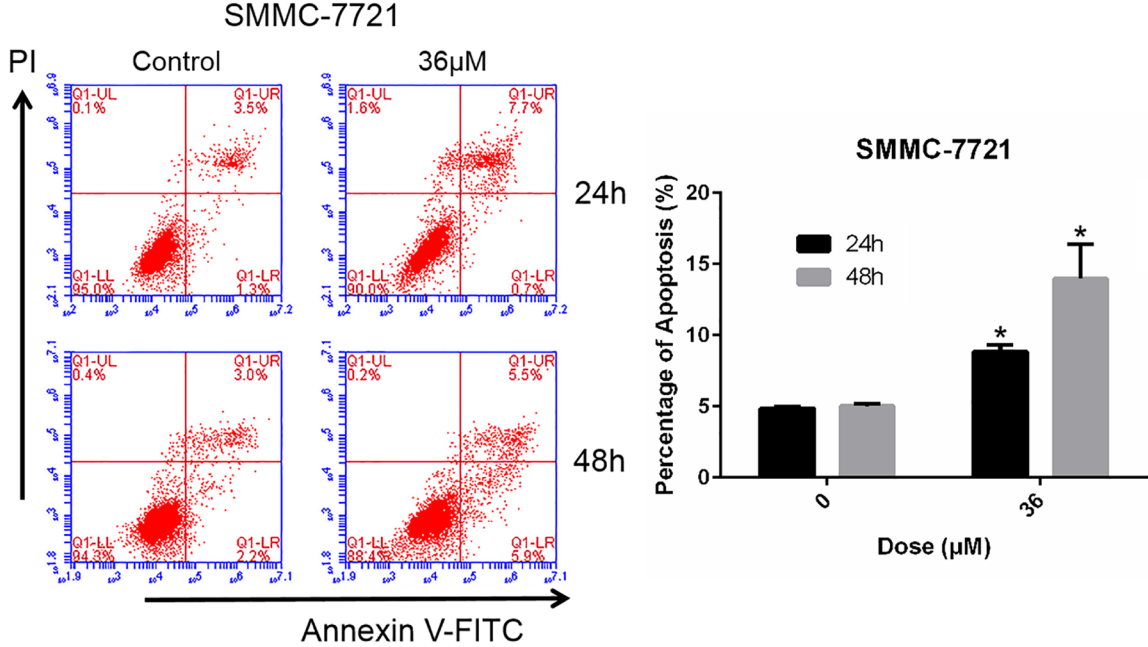 SMMC-7721
PI
Control
36μM
Q1-UL
0.1%
Q1-UR
3.5%
Q1-LL
95.0%
Q1-LR
1.3%
Q1-UL
1.6%
Q1-UR
7.7%
Q1-LL
90.0%
Q1-LR
0.7%
24h
Q1-UL
0.4%
Q1-UR
3.0%
Q1-LL
94.3%
Q1-LR
2.2%
Q1-UL
0.2%
Q1-UR
5.5%
Q1-LL
88.4%
Q1-LR
5.9%
48h
Annexin V-FITC
SMMC-7721
Percentage of Apoptosis (%)
20
15
10
5
0
24h
48h
*
*
0
36
Dose (μM)